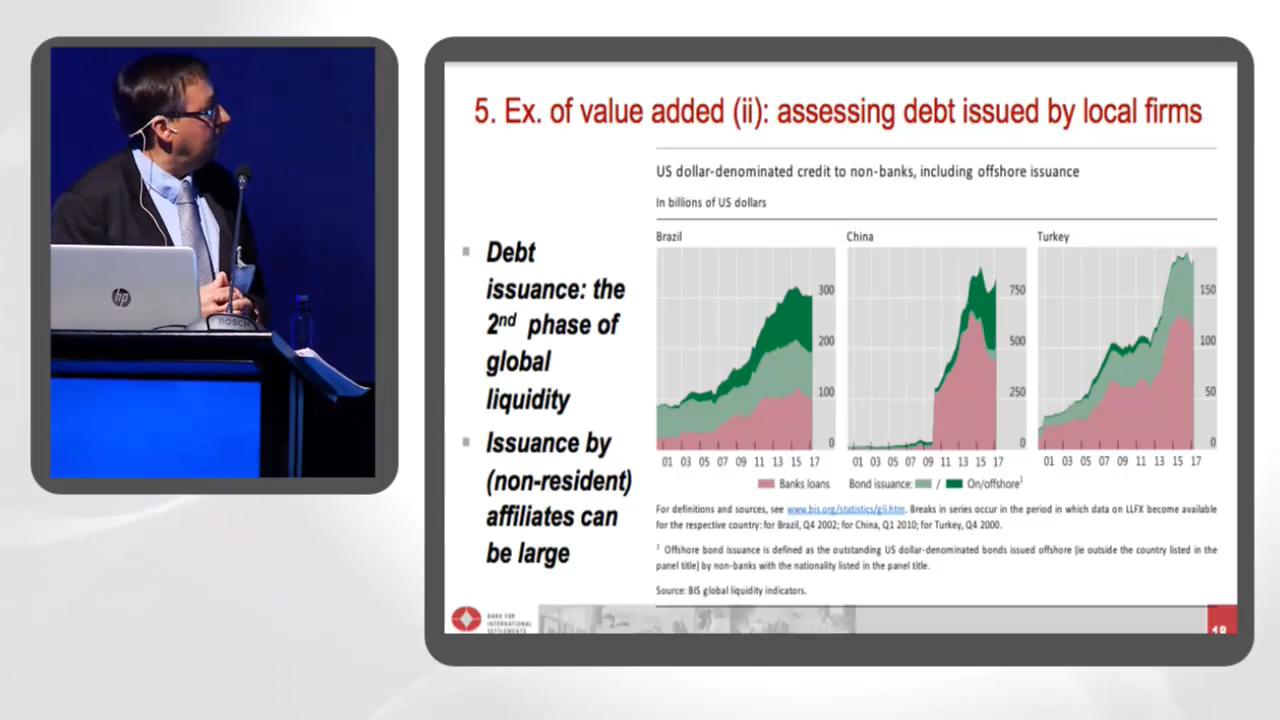 5. Ex. of value added (ii): assessing debt issued by local firms
US dollar-denominated credit to non-banks, including offshore issuance
In billions of US dollars
Debt
issuance: the
2nd phase of
global
liquidity
Issuance by
(non-resident)
affiliates can
be large
Brazil
300
200
100
0
01 03 05 07 09 11 13 15 17
China
750
500
250
0
01 03 05 07 09 11 13 15 17
Turkey
150
100
50
0
01 03 05 07 09 11 13 15 17
Banks loans Bond issuance: / On/offshore1
For definitions and sources, see www.bis.org/statistics/gli.htm. Breaks in series occur in the period in which data on LLFX become available
for the respective country: for Brazil, Q4 2002; for China, Q1 2010; for Turkey, Q4 2000.
1 Offshore bond issuance is defined as the outstanding US dollar-denominated bonds issued offshore (ie outside the country listed in the
panel title) by non-banks with the nationality listed in the panel title.
Source: BIS global liquidity indicators.
BANK FOR
INTERNATIONAL
SETTLEMENTS
hp
BOSCH